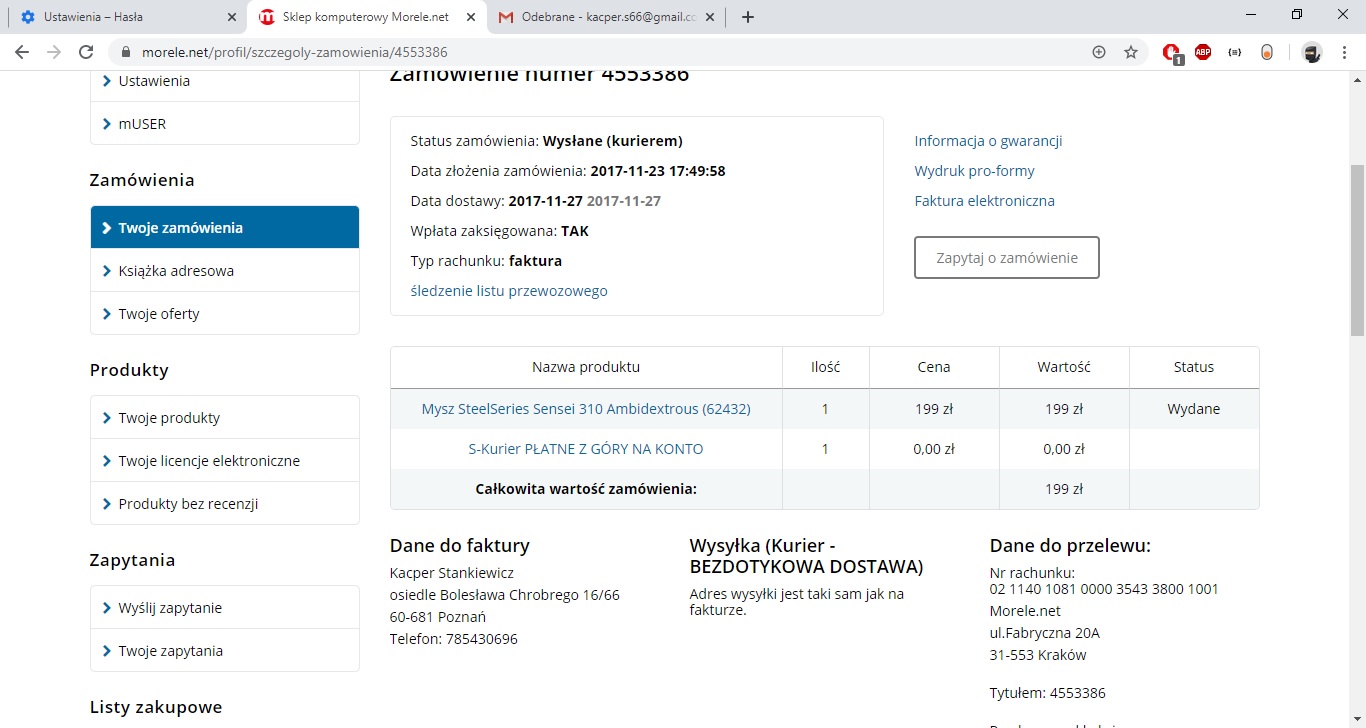 Ustawienia – Hasła
Sklep komputerowy Morele.net
Odebrane - kacper.s66@gmail.co
morele.net/profil/szczegoly-zamowienia/4553386
1
ABP
Ustawienia
mUSER
Zamówienia
Twoje zamówienia
Książka adresowa
Twoje oferty
Produkty
Twoje produkty
Twoje licencje elektroniczne
Produkty bez recenzji
Zapytania
Wyślij zapytanie
Twoje zapytania
Listy zakupowe
Zamówienie numer 4553386
Status zamówienia: Wysłane (kurierem)
Data złożenia zamówienia: 2017-11-23 17:49:58
Data dostawy: 2017-11-27 2017-11-27
Wpłata zaksięgowana: TAK
Typ rachunku: faktura
śledzenie listu przewozowego
Informacja o gwarancji
Wydruk pro-formy
Faktura elektroniczna
Zapytaj o zamówienie
Nazwa produktu Ilość Cena Wartość Status
Mysz SteelSeries Sensei 310 Ambidextrous (62432) 1 199 zł 199 zł Wydane
S-Kurier PŁATNE Z GÓRY NA KONTO 1 0,00 zł 0,00 zł
Całkowita wartość zamówienia: 199 zł
Dane do faktury
Kacper Stankiewicz
osiedle Bolesława Chrobrego 16/66
60-681 Poznań
Telefon: 785430696
Wysyłka (Kurier -
BEZDOTYKOWA DOSTAWA)
Adres wysyłki jest taki sam jak na
fakturze.
Dane do przelewu:
Nr rachunku:
02 1140 1081 0000 3543 3800 1001
Morele.net
ul.Fabryczna 20A
31-553 Kraków
Tytułem: 4553386